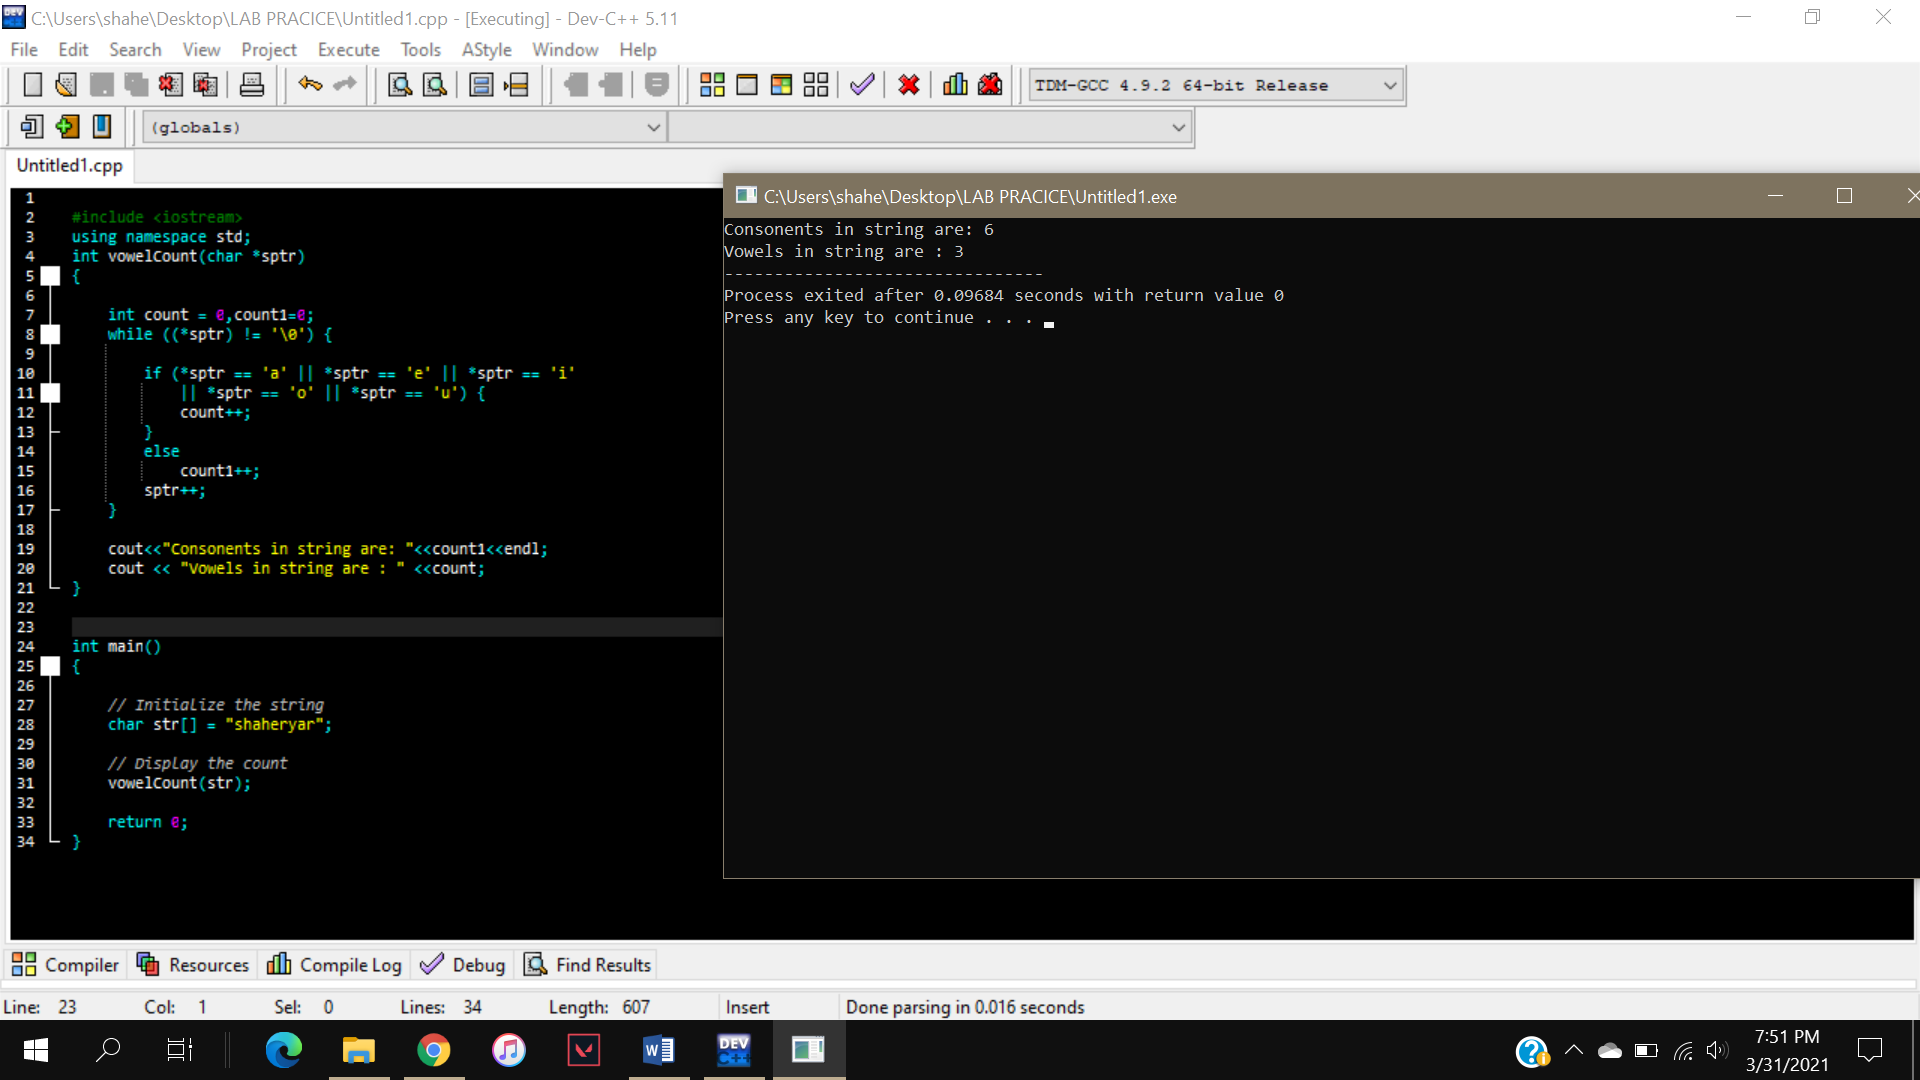 C:\Users\shahe\Desktop\LAB PRACICE\Untitled1.cpp - [Executing] - Dev-C++ 5.11
File Edit Search View Project Execute Tools AStyle Window Help
TDM-GCC 4.9.2 64-bit Release
(globals)
Untitled1.cpp
1
2 #include <iostream>
3 using namespace std;
4 int vowelCount(char *sptr)
5 {
6
7 int count = 0,count1=0;
8 while ((*sptr) != '\0') {
9
10 if (*sptr == 'a' || *sptr == 'e' || *sptr == 'i'
11 || *sptr == 'o' || *sptr == 'u') {
12 count++;
13 }
14 else
15 count1++;
16 sptr++;
17 }
18
19 cout<<"Consonents in string are: "<<count1<<endl;
20 cout << "Vowels in string are : " <<count;
21 }
22
23
24 int main()
25 {
26
27 // Initialize the string
28 char str[] = "shaheryar";
29
30 // Display the count
31 vowelCount(str);
32
33 return 0;
34 }
C:\Users\shahe\Desktop\LAB PRACICE\Untitled1.exe
Consonents in string are: 6
Vowels in string are : 3
--------------------------------
Process exited after 0.09684 seconds with return value 0
Press any key to continue . . .
Compiler Resources Compile Log Debug Find Results
Line: 23 Col: 1 Sel: 0 Lines: 34 Length: 607 Insert Done parsing in 0.016 seconds
DEV C++
7:51 PM
3/31/2021